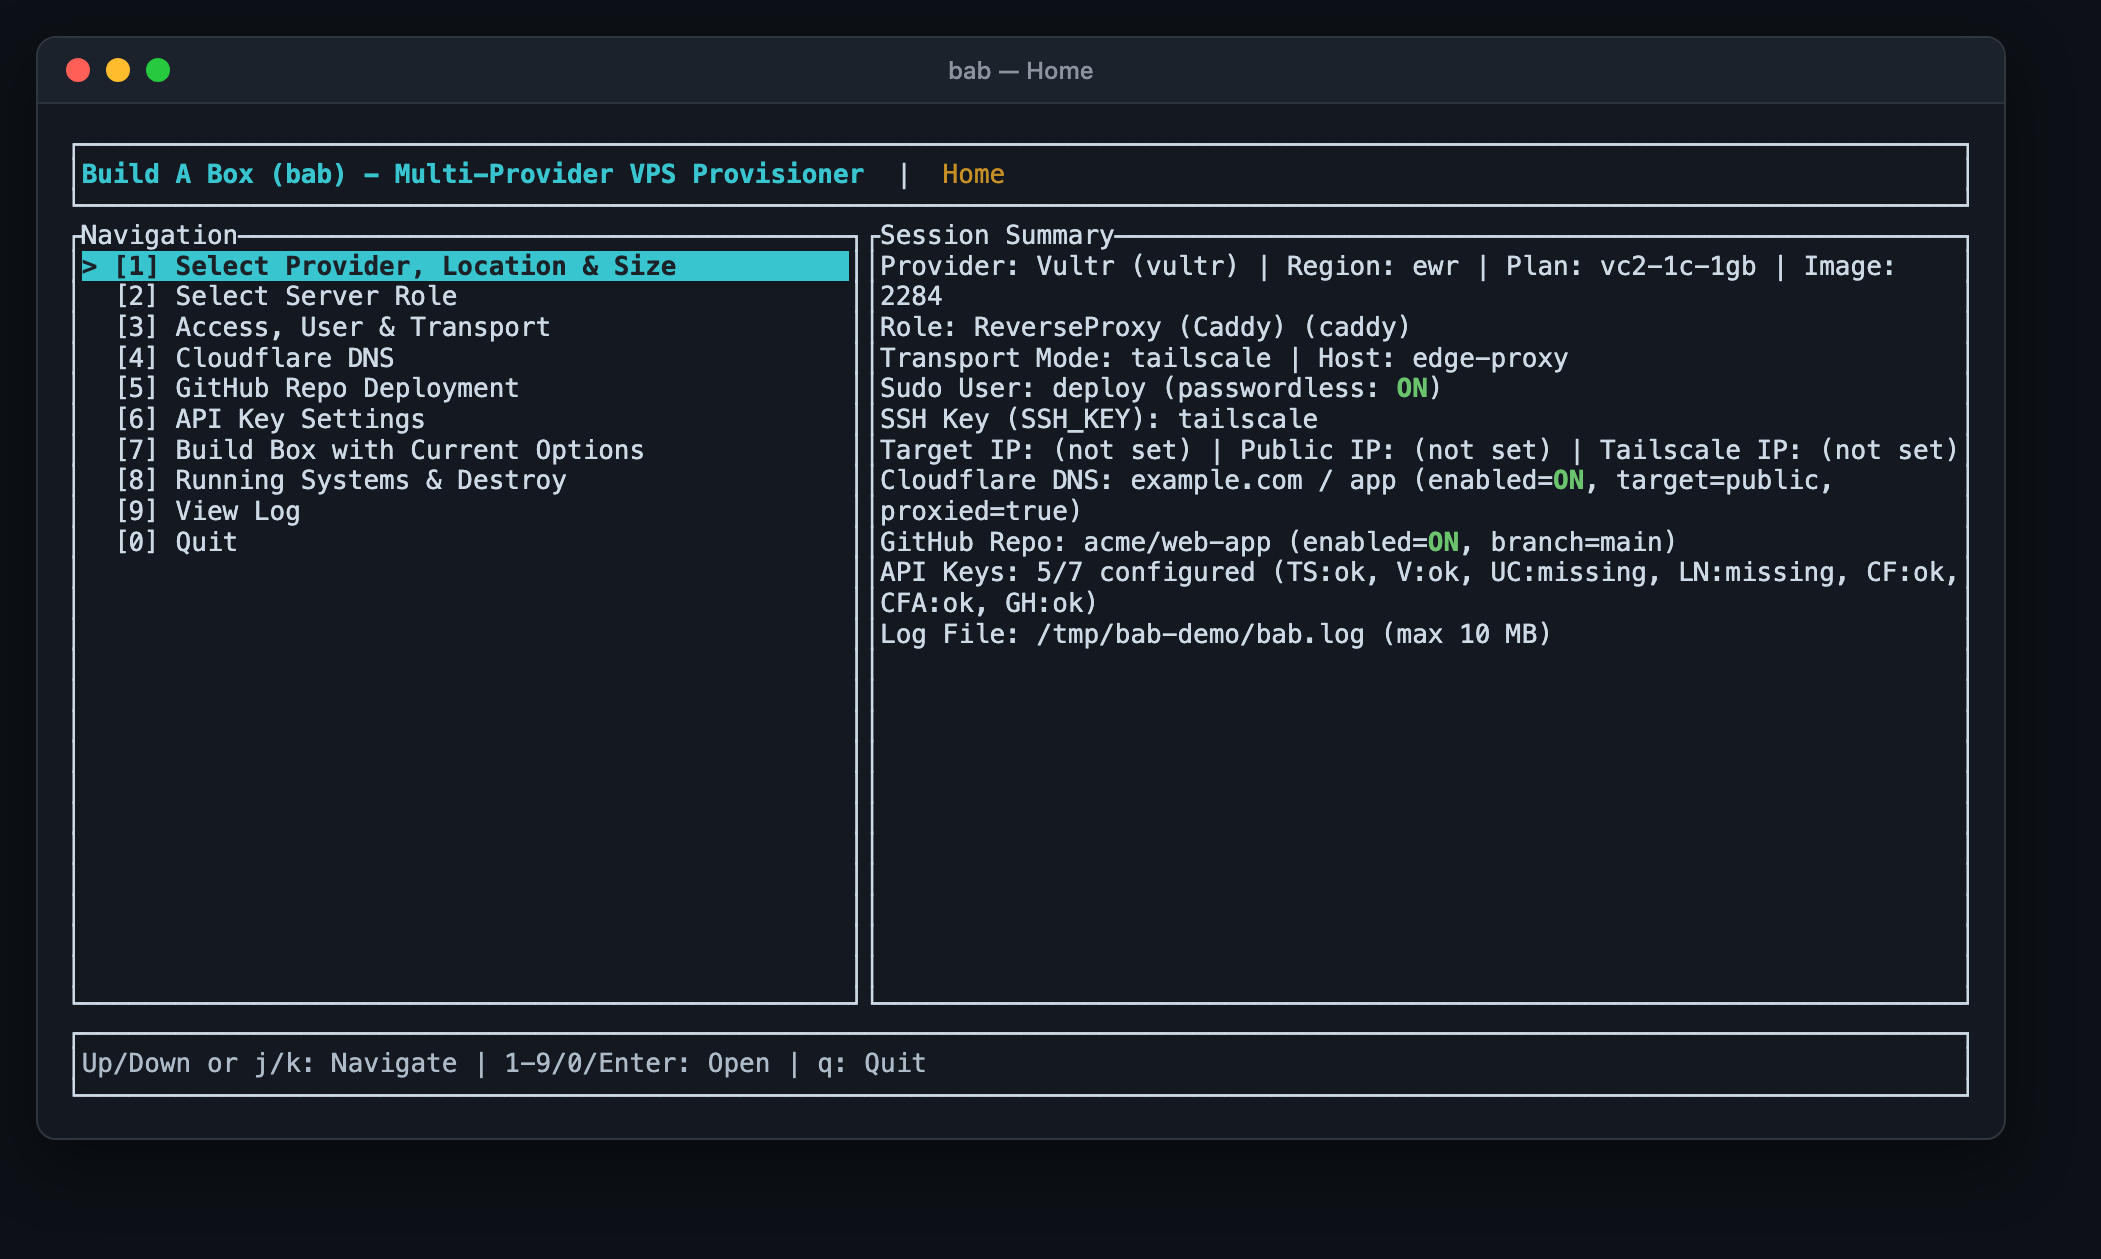 bab — Home
Build A Box (bab) - Multi-Provider VPS Provisioner | Home
Navigation
> [1] Select Provider, Location & Size
[2] Select Server Role
[3] Access, User & Transport
[4] Cloudflare DNS
[5] GitHub Repo Deployment
[6] API Key Settings
[7] Build Box with Current Options
[8] Running Systems & Destroy
[9] View Log
[0] Quit
Session Summary
Provider: Vultr (vultr) | Region: ewr | Plan: vc2-1c-1gb | Image:
2284
Role: ReverseProxy (Caddy) (caddy)
Transport Mode: tailscale | Host: edge-proxy
Sudo User: deploy (passwordless: ON)
SSH Key (SSH_KEY): tailscale
Target IP: (not set) | Public IP: (not set) | Tailscale IP: (not set)
Cloudflare DNS: example.com / app (enabled=ON, target=public,
proxied=true)
GitHub Repo: acme/web-app (enabled=ON, branch=main)
API Keys: 5/7 configured (TS:ok, V:ok, UC:missing, LN:missing, CF:ok,
CFA:ok, GH:ok)
Log File: /tmp/bab-demo/bab.log (max 10 MB)
Up/Down or j/k: Navigate | 1-9/0/Enter: Open | q: Quit